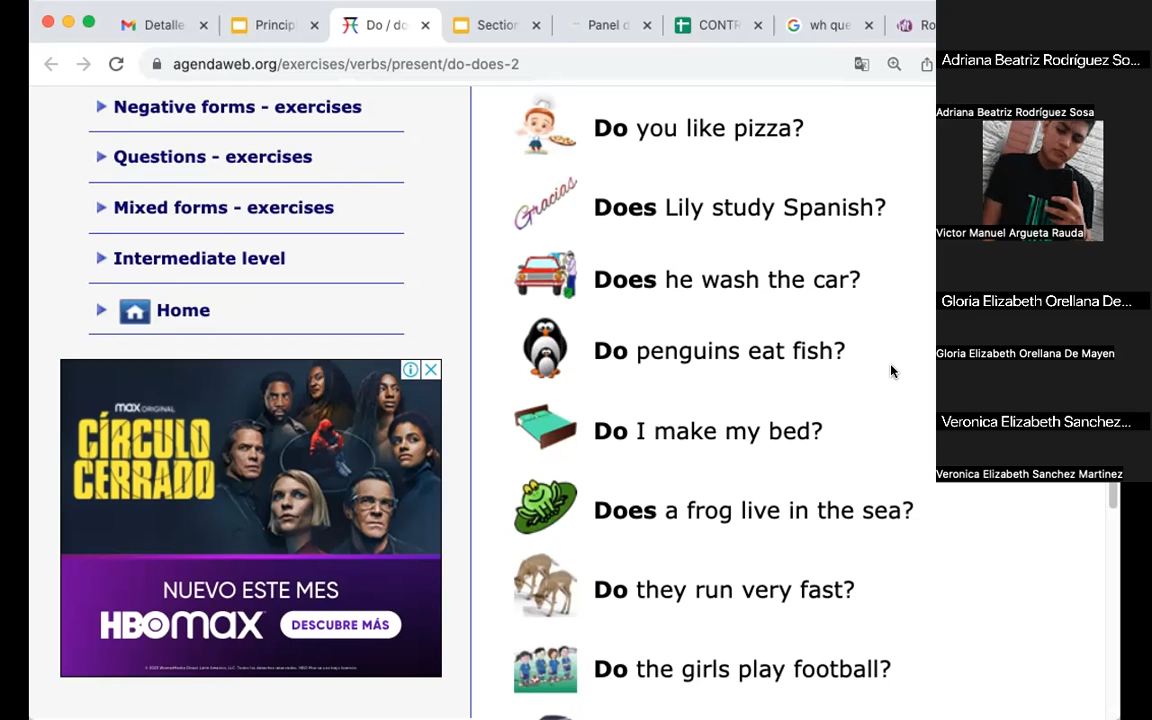 Detalle
Princip
Do / do
Section
Panel d
CONTR
wh que
Ro
agendaweb.org/exercises/verbs/present/do-does-2
Negative forms - exercises
Questions - exercises
Mixed forms - exercises
Intermediate level
Home
max ORIGINAL
CÍRCULO
CERRADO
NUEVO ESTE MES
HBOmax
DESCUBRE MÁS
Do you like pizza?
Gracias
Does Lily study Spanish?
Does he wash the car?
Do penguins eat fish?
Do I make my bed?
Does a frog live in the sea?
Do they run very fast?
Do the girls play football?
Adriana Beatriz Rodríguez So...
Adriana Beatriz Rodríguez Sosa
Victor Manuel Argueta Rauda
Gloria Elizabeth Orellana De...
Gloria Elizabeth Orellana De Mayen
Veronica Elizabeth Sanchez...
Veronica Elizabeth Sanchez Martinez